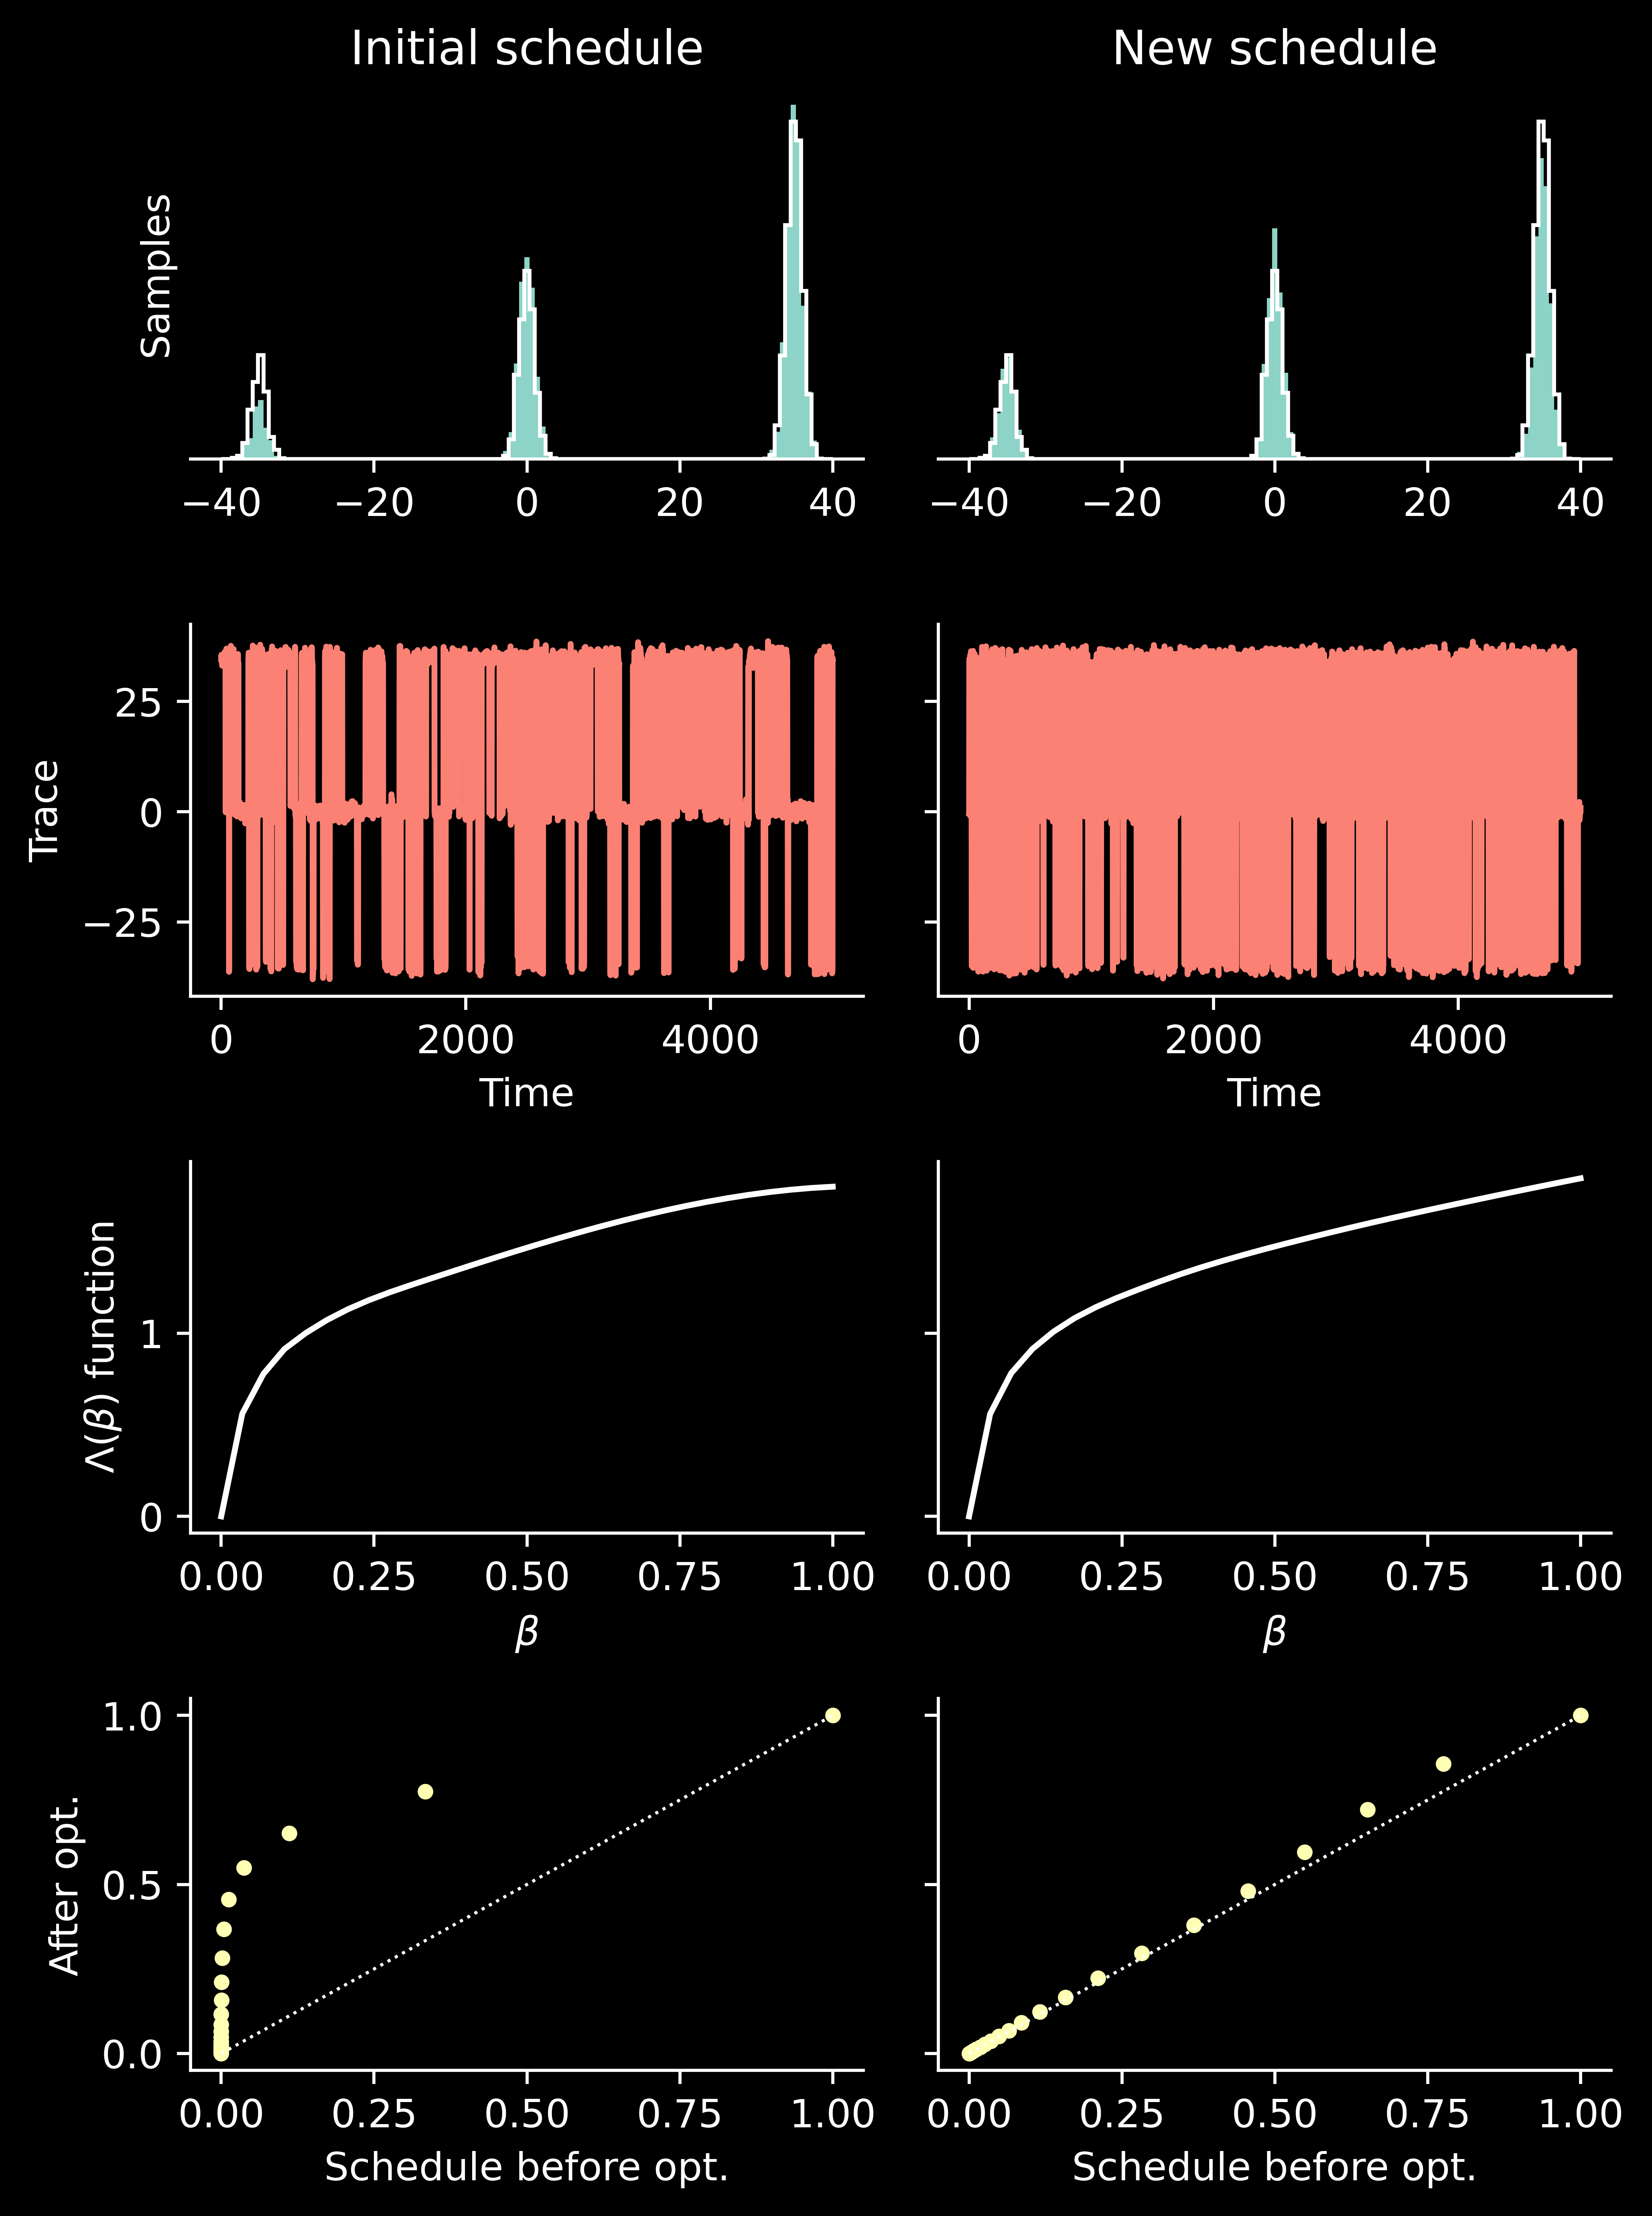 Initial schedule
New schedule
Samples
−40 −20 0 20 40
−40 −20 0 20 40
Trace
25
0
−25
0 2000 4000
Time
0 2000 4000
Time
Λ(β) function
1
0
0.00 0.25 0.50 0.75 1.00
β
0.00 0.25 0.50 0.75 1.00
β
After opt.
1.0
0.5
0.0
0.00 0.25 0.50 0.75 1.00
Schedule before opt.
0.00 0.25 0.50 0.75 1.00
Schedule before opt.